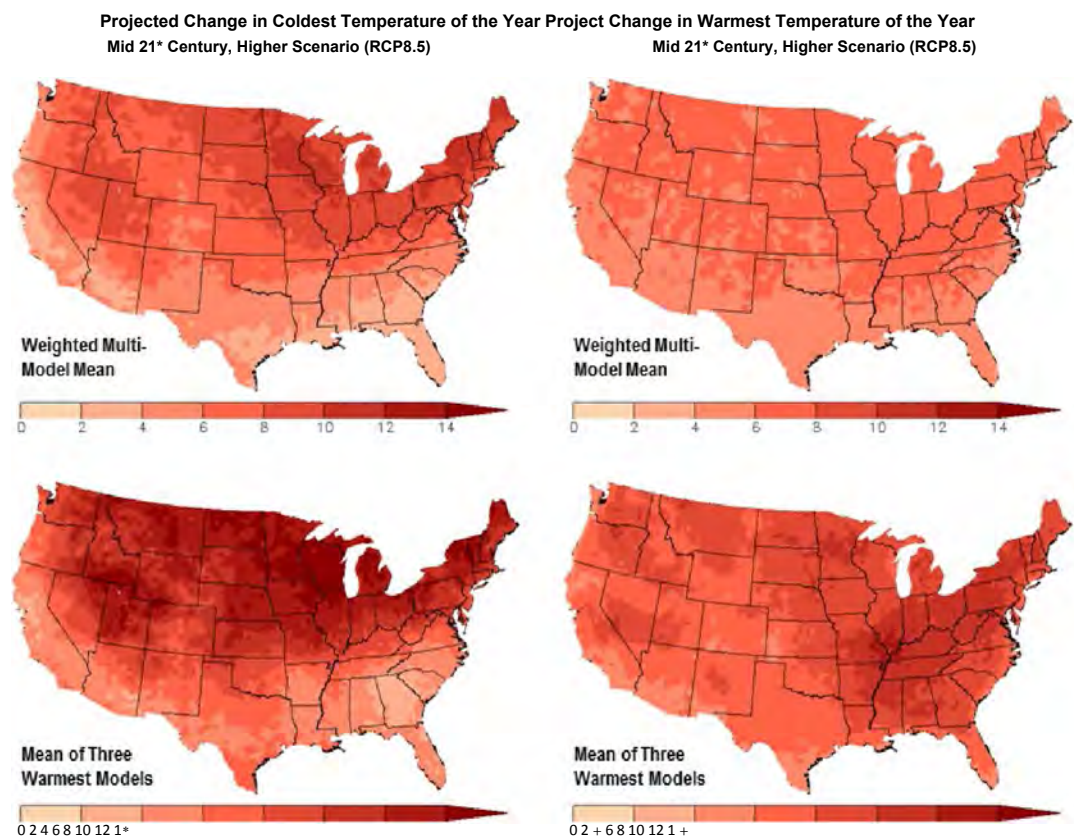 Projected Change in Coldest Temperature of the Year Project Change in Warmest Temperature of the Year
Mid 21* Century, Higher Scenario (RCP8.5)
Mid 21* Century, Higher Scenario (RCP8.5)
Weighted Multi-
Model Mean
Weighted Multi-
Model Mean
0 2 4 6 8 10 12 14
0 2 4 6 8 10 12 14
Mean of Three
Warmest Models
Mean of Three
Warmest Models
0 2 4 6 8 10 12 1*
0 2 + 6 8 10 12 1 +